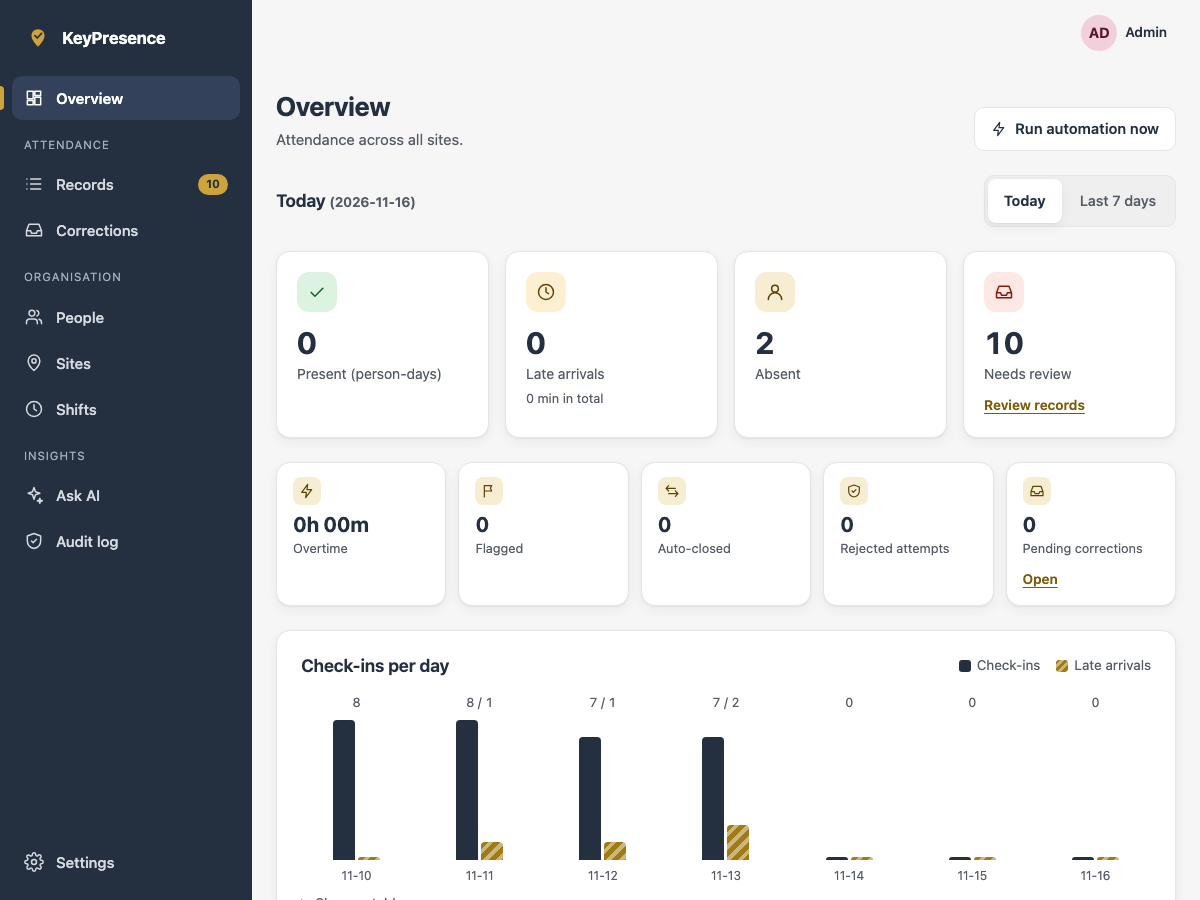 KeyPresence
AD Admin
Overview
ATTENDANCE
Records 10
Corrections
ORGANISATION
People
Sites
Shifts
INSIGHTS
Ask AI
Audit log
Settings
Overview
Attendance across all sites.
Run automation now
Today (2026-11-16)
Today Last 7 days
0
Present (person-days)
0
Late arrivals
0 min in total
2
Absent
10
Needs review
Review records
0h 00m
Overtime
0
Flagged
0
Auto-closed
0
Rejected attempts
0
Pending corrections
Open
Check-ins per day
Check-ins Late arrivals
8 8 / 1 7 / 1 7 / 2 0 0 0
11-10 11-11 11-12 11-13 11-14 11-15 11-16